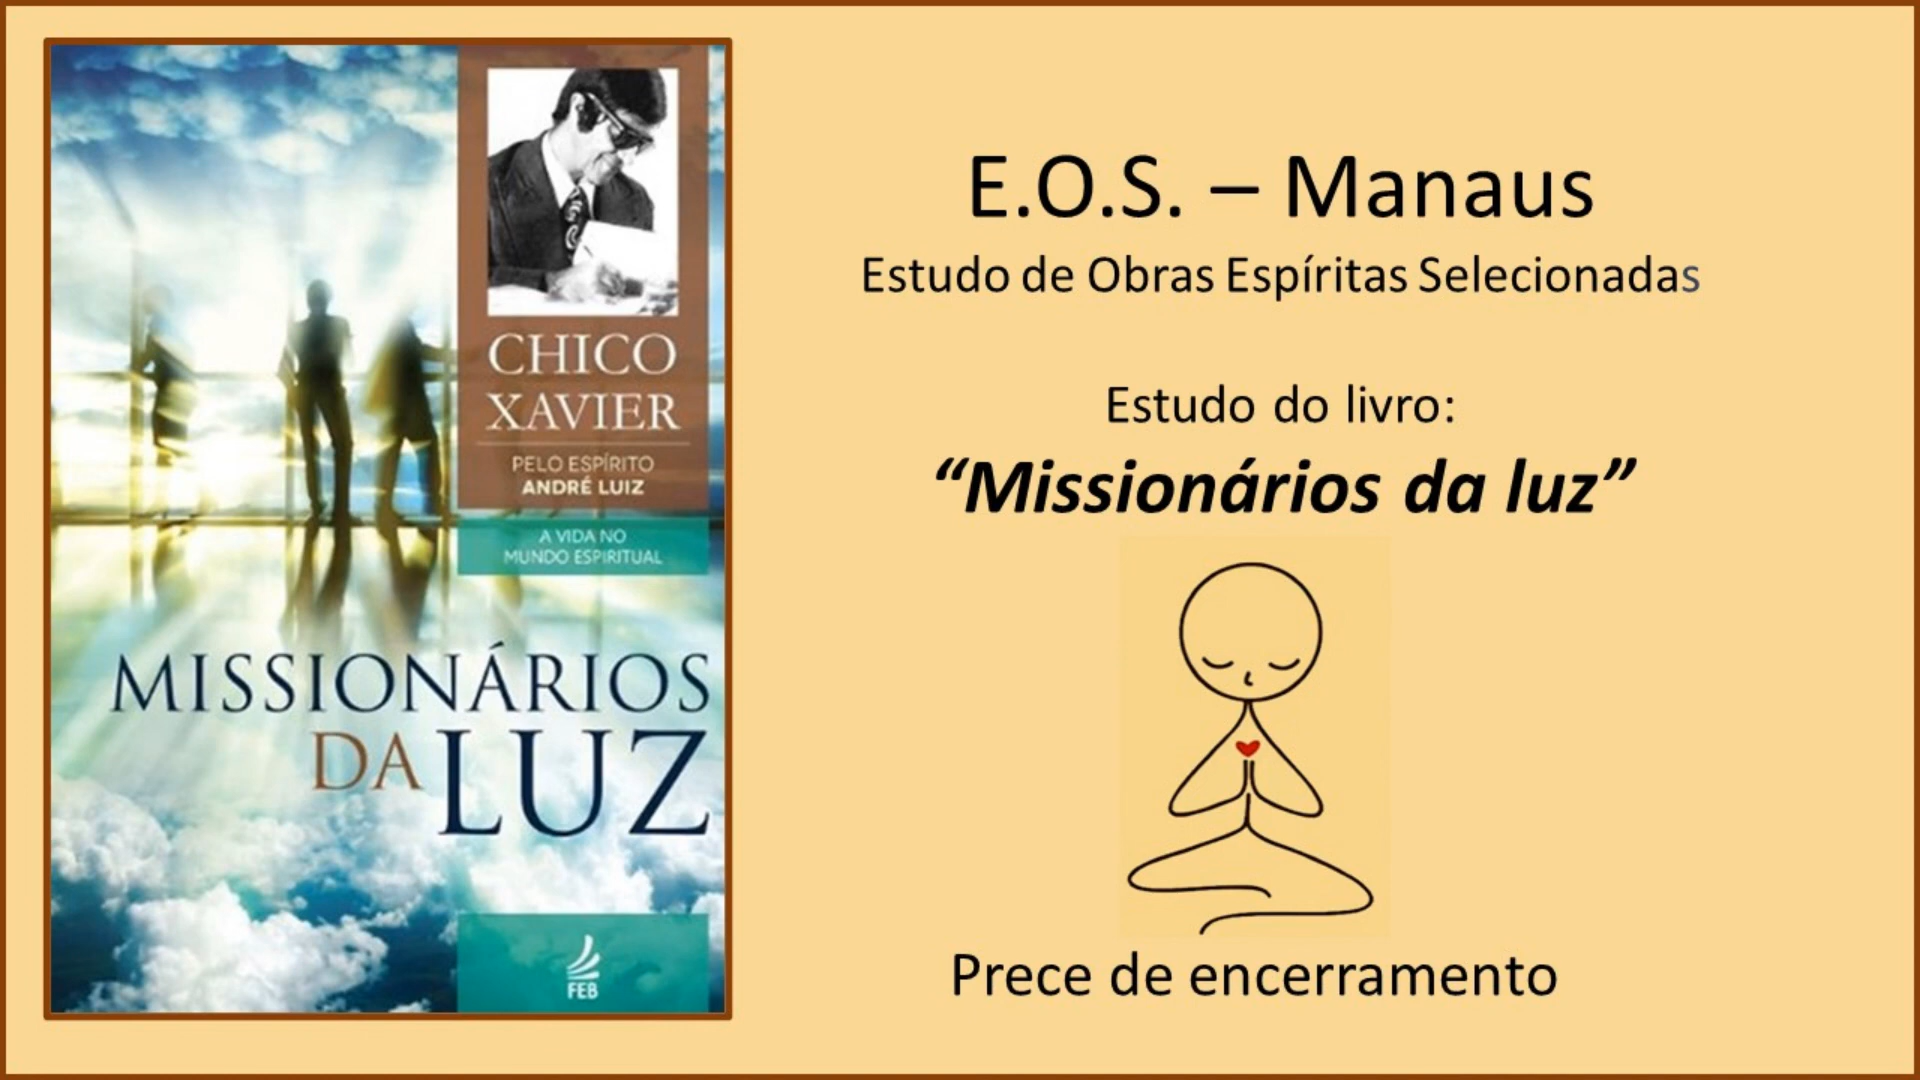 CHICO
XAVIER
PELO ESPÍRITO
ANDRÉ LUIZ
A VIDA NO
MUNDO ESPIRITUAL
MISSIONÁRIOS
DA LUZ
FEB
E.O.S. – Manaus
Estudo de Obras Espíritas Selecionadas
Estudo do livro:
“Missionários da luz”
Prece de encerramento